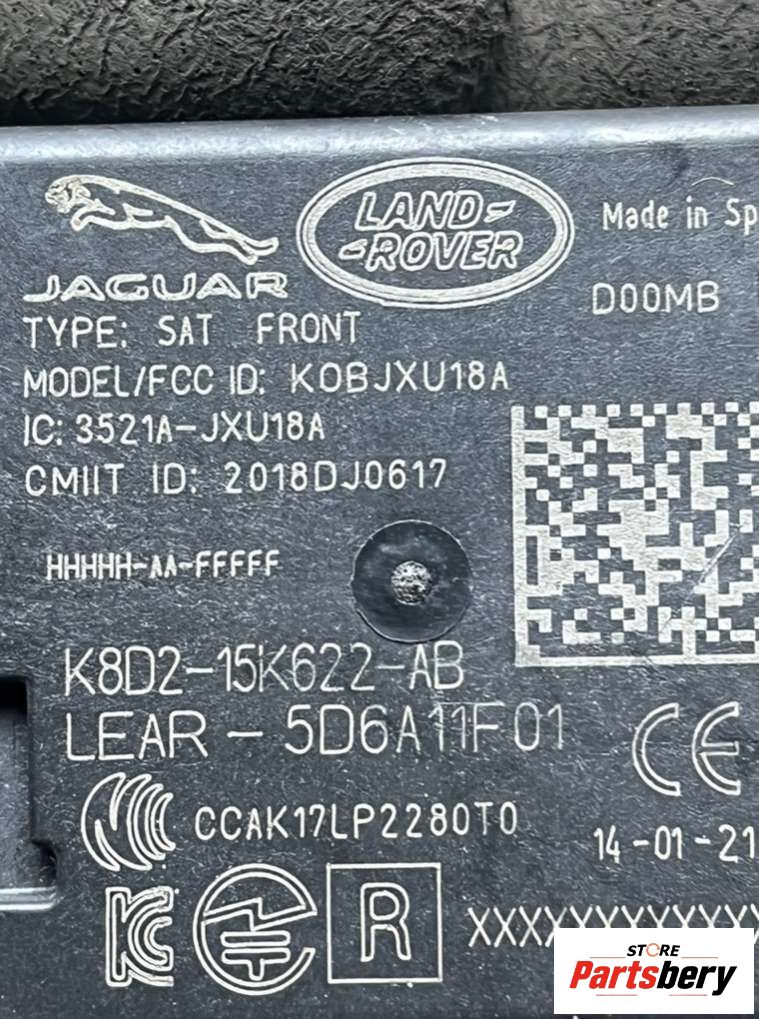 LAND-
-ROVER
Made in Sp
JAGUAR
D00MB
TYPE: SAT FRONT
MODEL/FCC ID: KOBJXU18A
IC: 3521A-JXU18A
CMIIT ID: 2018DJ0617
HHHHH-AA-FFFFF
K8D2-15K622-AB
LEAR - 5D6A11F01
CE
CCAK17LP2280T0
14-01-21
R
XXXXXXXXXXXX
STORE
Partsbery